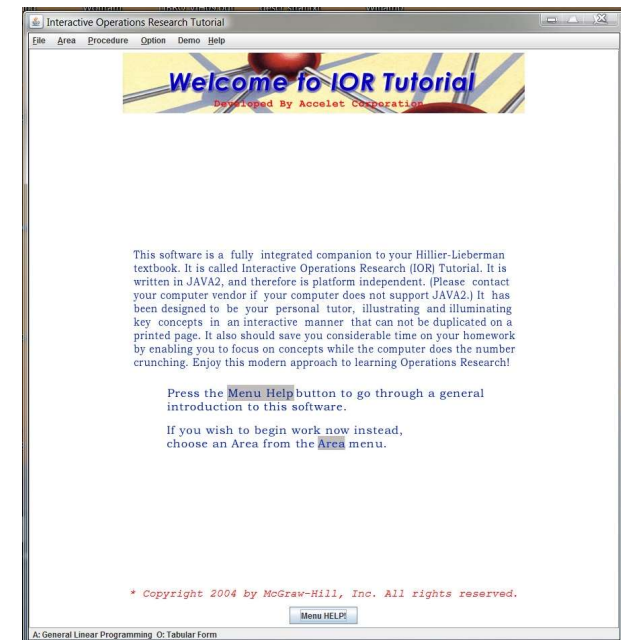 Interactive Operations Research Tutorial
File Area Procedure Option Demo Help
Welcome to IOR Tutorial
Developed By Accelet Corporation
This software is a fully integrated companion to your Hillier-Lieberman
textbook. It is called Interactive Operations Research (IOR) Tutorial. It is
written in JAVA2, and therefore is platform independent. (Please contact
your computer vendor if your computer does not support JAVA2.) It has
been designed to be your personal tutor, illustrating and illuminating
key concepts in an interactive manner that can not be duplicated on a
printed page. It also should save you considerable time on your homework
by enabling you to focus on concepts while the computer does the number
crunching. Enjoy this modern approach to learning Operations Research!
Press the Menu Help button to go through a general
introduction to this software.
If you wish to begin work now instead,
choose an Area from the Area menu.
* Copyright 2004 by McGraw-Hill, Inc. All rights reserved.
Menu HELP!
A: General Linear Programming O: Tabular Form